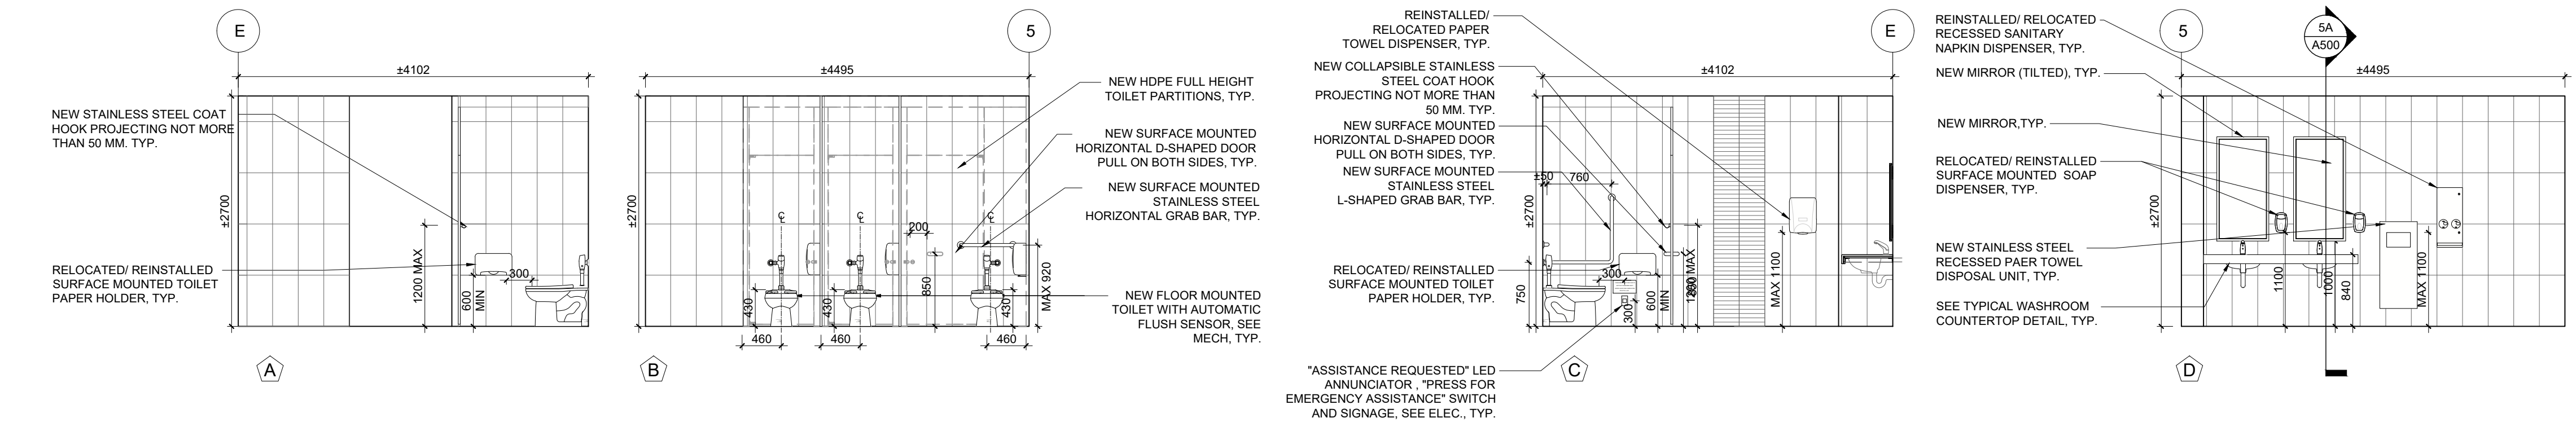 E
±4102
NEW STAINLESS STEEL COAT
HOOK PROJECTING NOT MORE
THAN 50 MM. TYP.
±2700
1200 MAX
RELOCATED/ REINSTALLED
SURFACE MOUNTED TOILET
PAPER HOLDER, TYP.
600
MIN
300
A
5
±4495
NEW HDPE FULL HEIGHT
TOILET PARTITIONS, TYP.
NEW SURFACE MOUNTED
HORIZONTAL D-SHAPED DOOR
PULL ON BOTH SIDES, TYP.
NEW SURFACE MOUNTED
STAINLESS STEEL
HORIZONTAL GRAB BAR, TYP.
NEW FLOOR MOUNTED
TOILET WITH AUTOMATIC
FLUSH SENSOR, SEE
MECH, TYP.
±2700
℄
℄
℄
200
430
430
850
430
MAX 920
460
460
460
B
REINSTALLED/
RELOCATED PAPER
TOWEL DISPENSER, TYP.
NEW COLLAPSIBLE STAINLESS
STEEL COAT HOOK
PROJECTING NOT MORE THAN
50 MM. TYP.
NEW SURFACE MOUNTED
HORIZONTAL D-SHAPED DOOR
PULL ON BOTH SIDES, TYP.
NEW SURFACE MOUNTED
STAINLESS STEEL
L-SHAPED GRAB BAR, TYP.
RELOCATED/ REINSTALLED
SURFACE MOUNTED TOILET
PAPER HOLDER, TYP.
"ASSISTANCE REQUESTED" LED
ANNUNCIATOR , "PRESS FOR
EMERGENCY ASSISTANCE" SWITCH
AND SIGNAGE, SEE ELEC., TYP.
E
±4102
±50
760
±2700
750
300
300
600
MIN
MAX 1100
C
REINSTALLED/ RELOCATED
RECESSED SANITARY
NAPKIN DISPENSER, TYP.
NEW MIRROR (TILTED), TYP.
NEW MIRROR,TYP.
RELOCATED/ REINSTALLED
SURFACE MOUNTED SOAP
DISPENSER, TYP.
NEW STAINLESS STEEL
RECESSED PAER TOWEL
DISPOSAL UNIT, TYP.
SEE TYPICAL WASHROOM
COUNTERTOP DETAIL, TYP.
5
5A
A500
±4495
±2700
1100
1000
840
MAX 1100
D